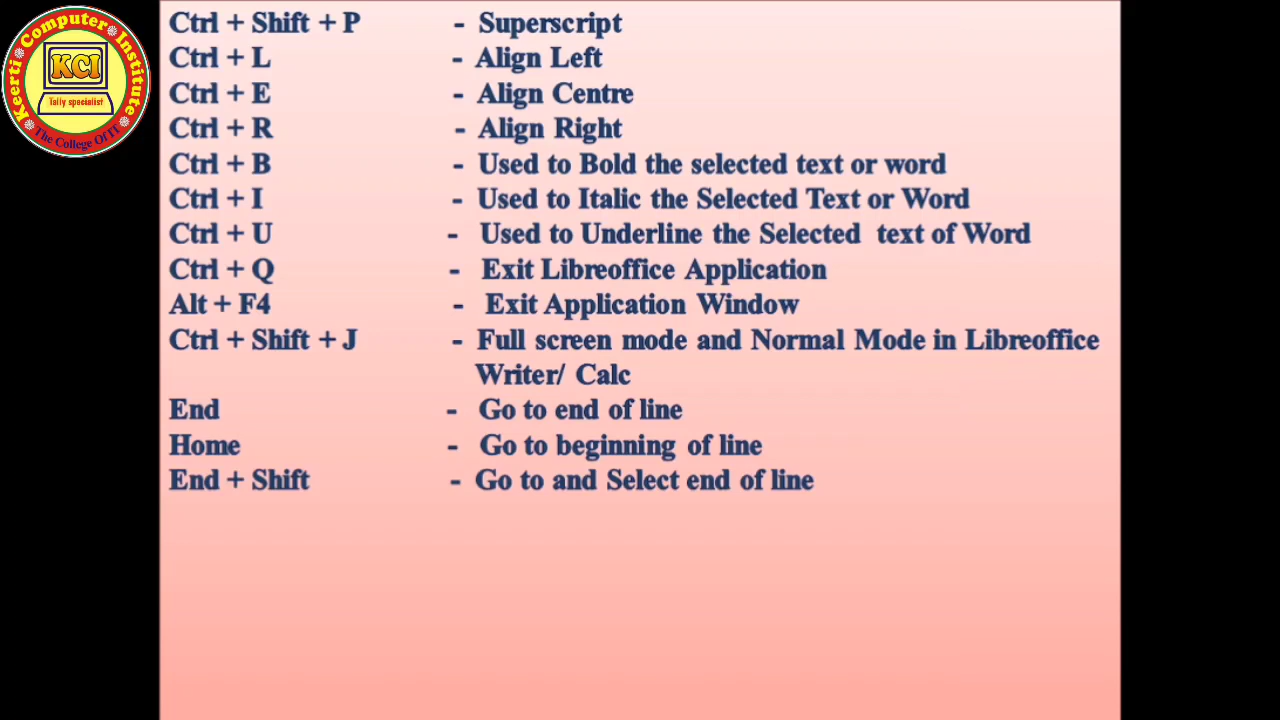 Keerti Computer Institute
KCI
Tally specialist
The College Of IT
Ctrl + Shift + P - Superscript
Ctrl + L - Align Left
Ctrl + E - Align Centre
Ctrl + R - Align Right
Ctrl + B - Used to Bold the selected text or word
Ctrl + I - Used to Italic the Selected Text or Word
Ctrl + U - Used to Underline the Selected text of Word
Ctrl + Q - Exit Libreoffice Application
Alt + F4 - Exit Application Window
Ctrl + Shift + J - Full screen mode and Normal Mode in Libreoffice
Writer/ Calc
End - Go to end of line
Home - Go to beginning of line
End + Shift - Go to and Select end of line